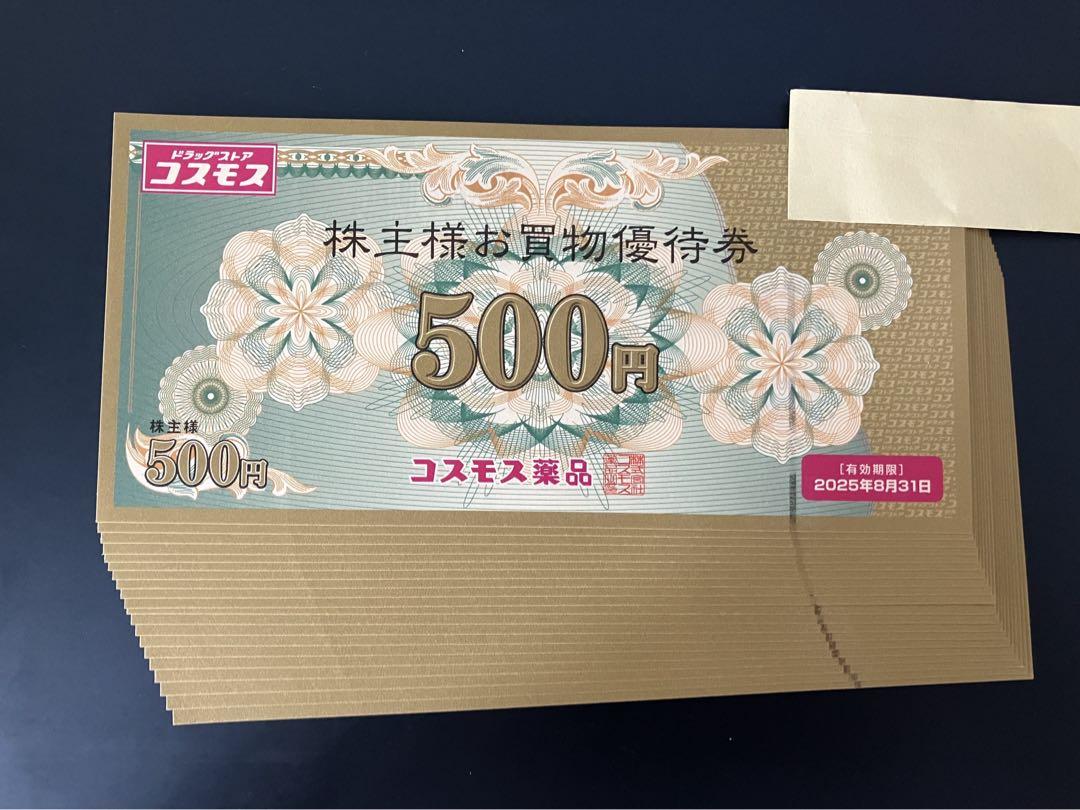 ドラッグストア
コスモス
株主様お買物優待券
500円
株主様
500円
コスモス薬品
[有効期限]
2025年8月31日